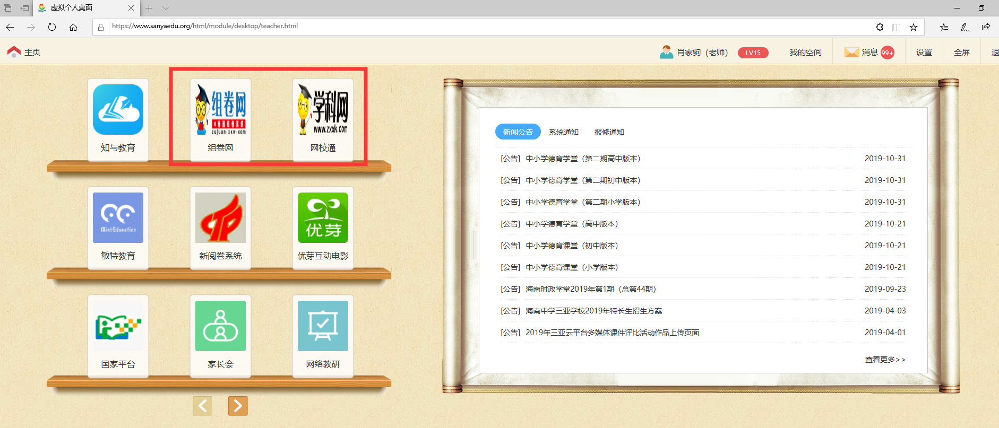 虚拟个人桌面
https://www.sanyaedu.org/html/module/desktop/teacher.html
主页
肖家驹（老师） LV15 我的空间 消息 99+ 设置 全屏
组卷网
e卷通组卷系统
zujuan.xkw.com
学科网
www.zxxk.com
知与教育 组卷网 网校通
MintEducation
优芽
敏特教育 新阅卷系统 优芽互动电影
国家平台 家长会 网络教研
新闻公告 系统通知 报修通知
[公告] 中小学德育学堂（第二期高中版本） 2019-10-31
[公告] 中小学德育学堂（第二期初中版本） 2019-10-31
[公告] 中小学德育学堂（第二期小学版本） 2019-10-31
[公告] 中小学德育学堂（高中版本） 2019-10-21
[公告] 中小学德育课堂（初中版本） 2019-10-21
[公告] 中小学德育课堂（小学版本） 2019-10-21
[公告] 海南时政学堂2019年第1期（总第44期） 2019-09-23
[公告] 海南中学三亚学校2019年特长生招生方案 2019-04-03
[公告] 2019年三亚云平台多媒体课件评比活动作品上传页面 2019-04-01
查看更多>>